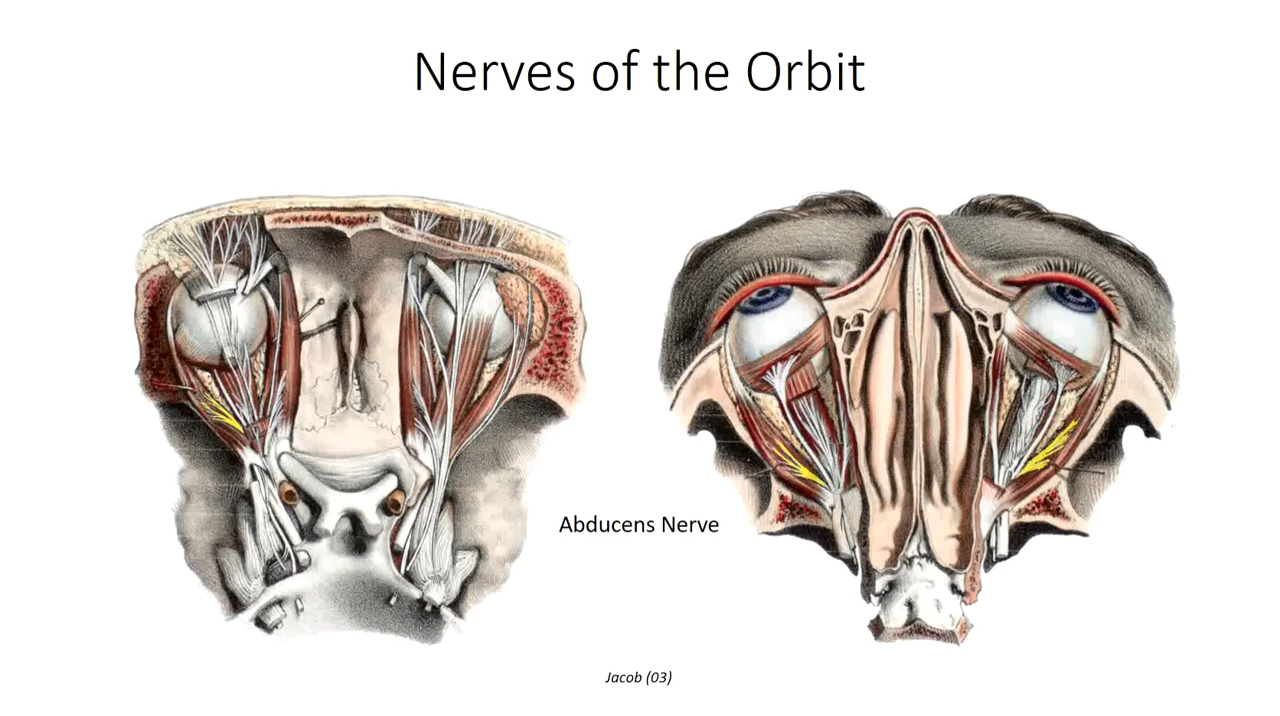 Nerves of the Orbit
Abducens Nerve
Jacob (03)